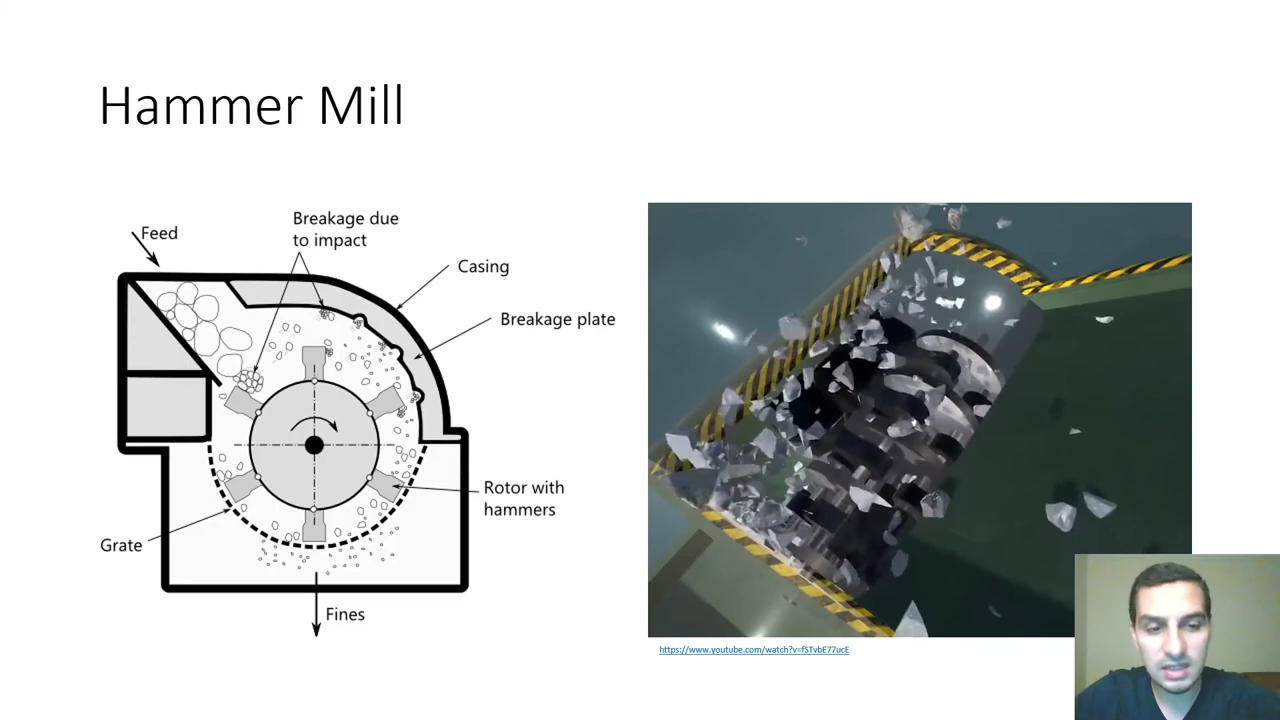 Hammer Mill
Feed
Breakage due
to impact
Casing
Breakage plate
Rotor with
hammers
Grate
Fines
https://www.youtube.com/watch?v=fSTvbE77ucE